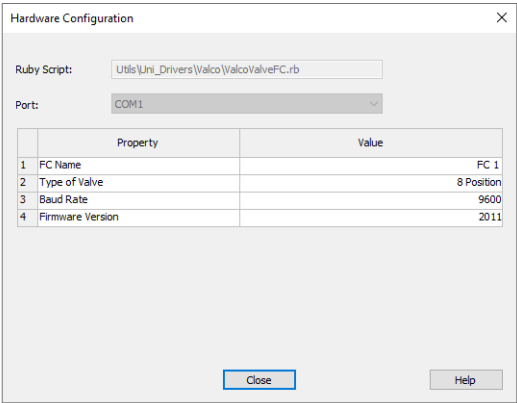 Hardware Configuration
Ruby Script: Utils\Uni_Drivers\Valco\ValcoValveFC.rb
Port: COM1
Property Value
1 FC Name FC 1
2 Type of Valve 8 Position
3 Baud Rate 9600
4 Firmware Version 2011
Close Help